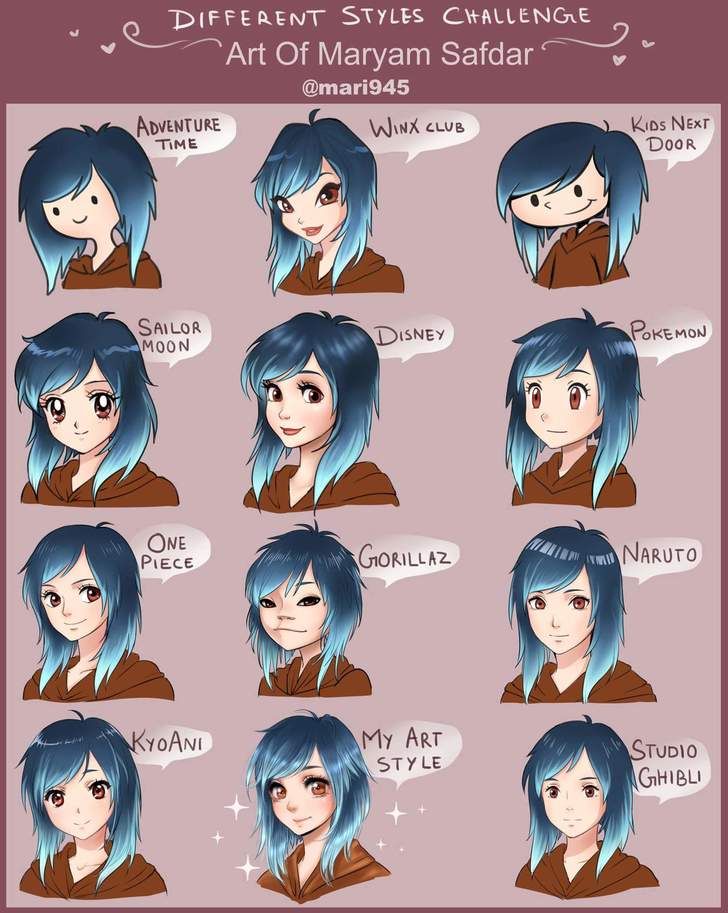 DIFFERENT STYLES CHALLENGE
Art Of Maryam Safdar
@mari945
ADVENTURE
TIME
WINX CLUB
KIDS NEXT
DOOR
SAILOR
MOON
DISNEY
POKEMON
ONE
PIECE
GORILLAZ
NARUTO
KYOANI
MY ART
STYLE
STUDIO
GHIBLI